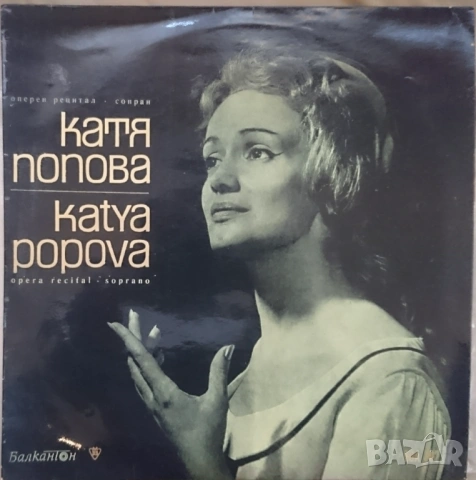 оперен рецитал · сопран
катя
попова
katya
popova
opera recital · soprano
Балкантон
bazar